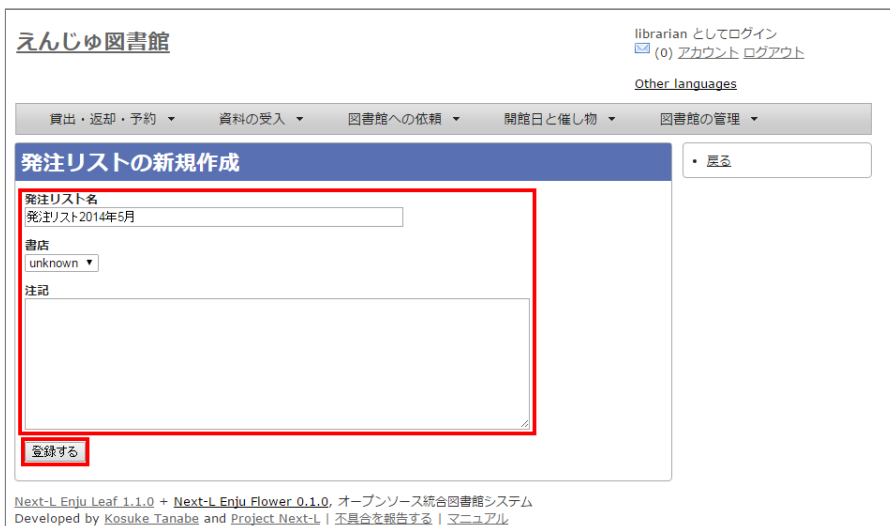 えんじゅ図書館
librarian としてログイン
(0) アカウント ログアウト
Other languages
貸出・返却・予約 ▼ 資料の受入 ▼ 図書館への依頼 ▼ 開館日と催し物 ▼ 図書館の管理 ▼
発注リストの新規作成
• 戻る
発注リスト名
発注リスト2014年5月
書店
unknown ▼
注記
登録する
Next-L Enju Leaf 1.1.0 + Next-L Enju Flower 0.1.0, オープンソース統合図書館システム
Developed by Kosuke Tanabe and Project Next-L | 不具合を報告する | マニュアル